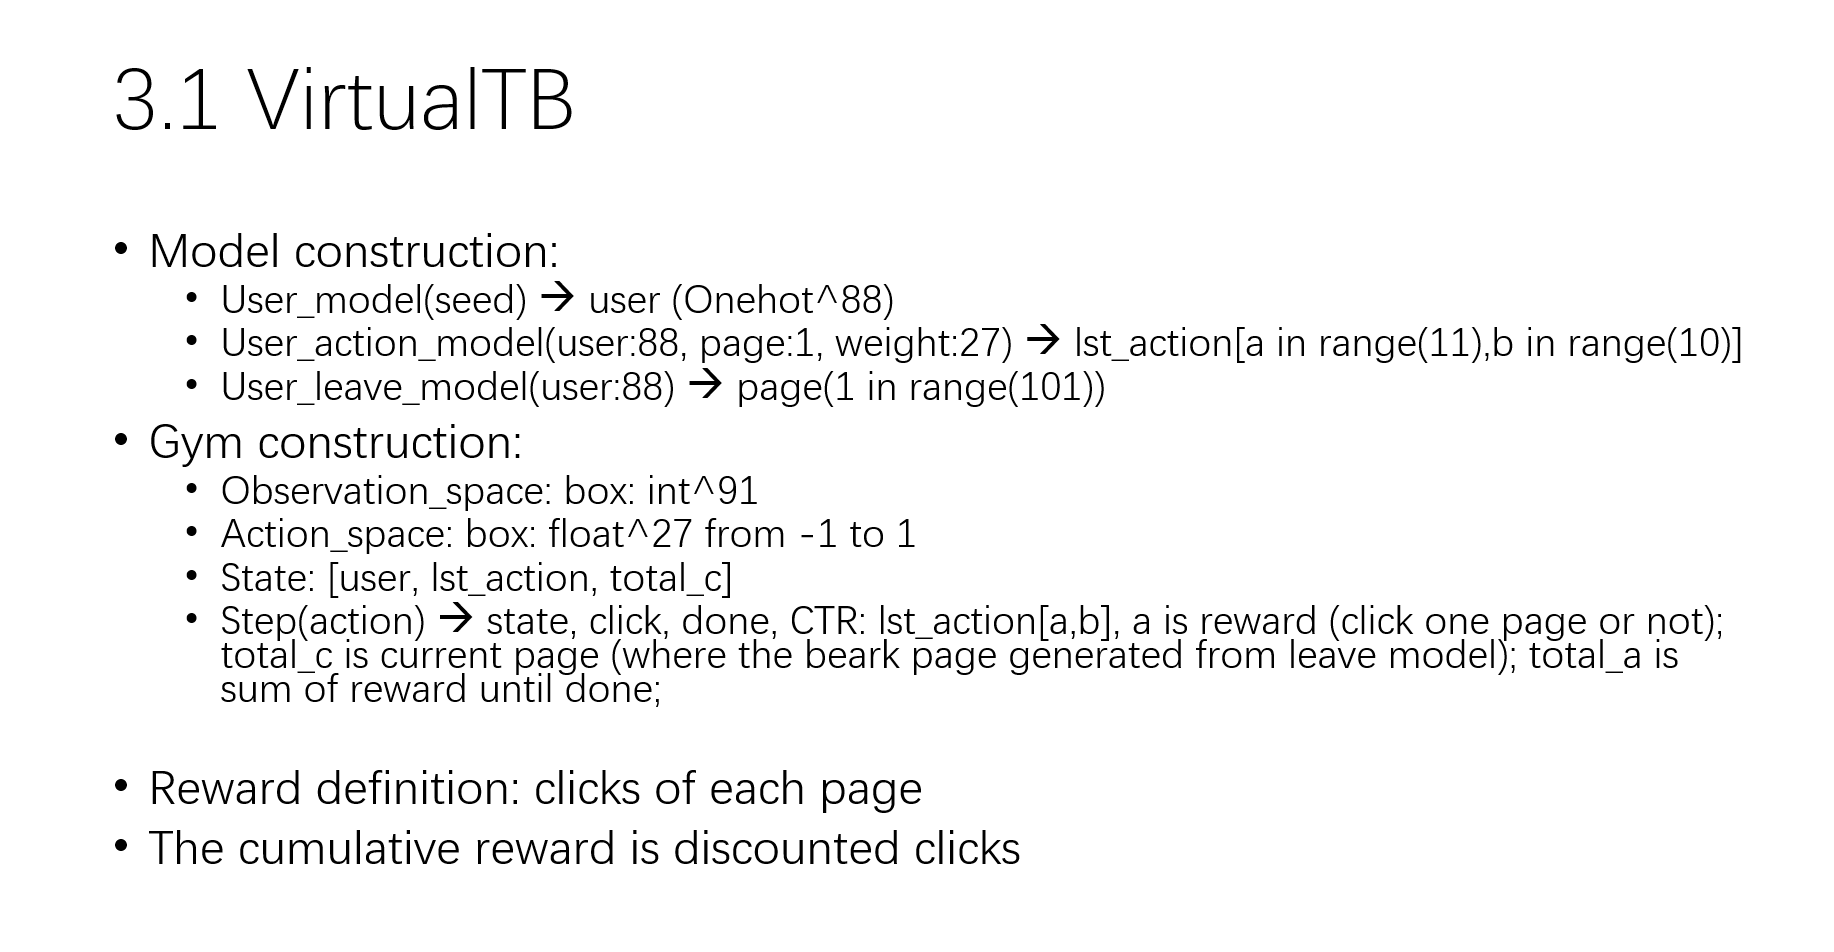 3.1 VirtualTB
• Model construction:
• User_model(seed) → user (Onehot^88)
• User_action_model(user:88, page:1, weight:27) → lst_action[a in range(11),b in range(10)]
• User_leave_model(user:88) → page(1 in range(101))
• Gym construction:
• Observation_space: box: int^91
• Action_space: box: float^27 from -1 to 1
• State: [user, lst_action, total_c]
• Step(action) → state, click, done, CTR: lst_action[a,b], a is reward (click one page or not);
total_c is current page (where the beark page generated from leave model); total_a is
sum of reward until done;
• Reward definition: clicks of each page
• The cumulative reward is discounted clicks